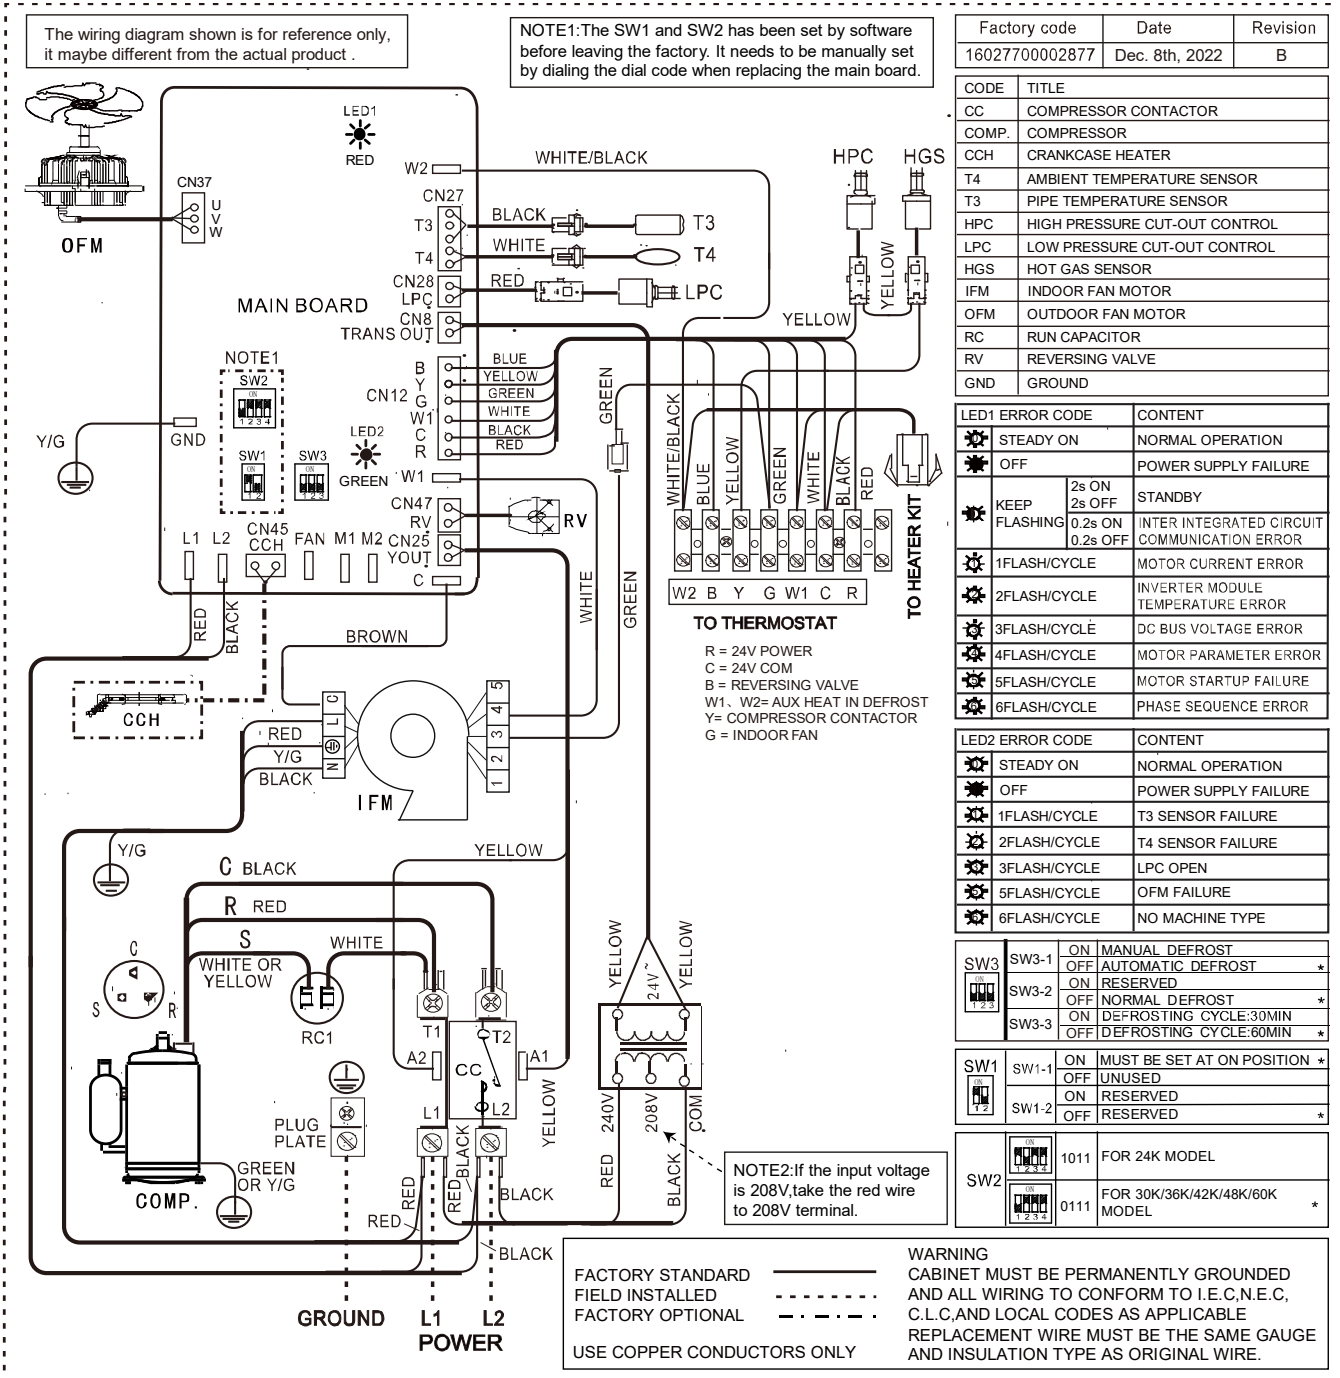 The wiring diagram shown is for reference only,
it maybe different from the actual product .
NOTE1:The SW1 and SW2 has been set by software
before leaving the factory. It needs to be manually set
by dialing the dial code when replacing the main board.
Factory code Date Revision
16027700002877 Dec. 8th, 2022 B
CODE TITLE
CC COMPRESSOR CONTACTOR
COMP. COMPRESSOR
CCH CRANKCASE HEATER
T4 AMBIENT TEMPERATURE SENSOR
T3 PIPE TEMPERATURE SENSOR
HPC HIGH PRESSURE CUT-OUT CONTROL
LPC LOW PRESSURE CUT-OUT CONTROL
HGS HOT GAS SENSOR
IFM INDOOR FAN MOTOR
OFM OUTDOOR FAN MOTOR
RC RUN CAPACITOR
RV REVERSING VALVE
GND GROUND
LED1 ERROR CODE CONTENT
STEADY ON NORMAL OPERATION
OFF POWER SUPPLY FAILURE
KEEP FLASHING
2s ON
2s OFF
STANDBY
0.2s ON
0.2s OFF
INTER INTEGRATED CIRCUIT
COMMUNICATION ERROR
1FLASH/CYCLE MOTOR CURRENT ERROR
2FLASH/CYCLE INVERTER MODULE
TEMPERATURE ERROR
3FLASH/CYCLE DC BUS VOLTAGE ERROR
4FLASH/CYCLE MOTOR PARAMETER ERROR
5FLASH/CYCLE MOTOR STARTUP FAILURE
6FLASH/CYCLE PHASE SEQUENCE ERROR
LED2 ERROR CODE CONTENT
STEADY ON NORMAL OPERATION
OFF POWER SUPPLY FAILURE
1FLASH/CYCLE T3 SENSOR FAILURE
2FLASH/CYCLE T4 SENSOR FAILURE
3FLASH/CYCLE LPC OPEN
5FLASH/CYCLE OFM FAILURE
6FLASH/CYCLE NO MACHINE TYPE
SW3
1 2 3
SW3-1 ON MANUAL DEFROST
OFF AUTOMATIC DEFROST *
SW3-2 ON RESERVED
OFF NORMAL DEFROST *
SW3-3 ON DEFROSTING CYCLE:30MIN
OFF DEFROSTING CYCLE:60MIN *
SW1
1 2
SW1-1 ON MUST BE SET AT ON POSITION *
OFF UNUSED
SW1-2 ON RESERVED
OFF RESERVED *
SW2
ON
1 2 3 4
1011 FOR 24K MODEL
ON
1 2 3 4
0111 FOR 30K/36K/42K/48K/60K
MODEL *
OFM
CN37
U
V
W
LED1
RED
MAIN BOARD
NOTE1
SW2
ON
1 2 3 4
SW1
ON
1 2
SW3
ON
1 2 3
LED2
GREEN
Y/G
GND
W2
CN27
T3
T4
CN28
LPC
CN8
TRANS OUT
CN12
B
Y
G
W1
C
R
W1
CN47
RV
CN25
YOUT
C
L1
L2
CN45
CCH
FAN
M1
M2
WHITE/BLACK
BLACK
T3
WHITE
T4
RED
LPC
BLUE
YELLOW
GREEN
WHITE
BLACK
RED
RV
HPC
HGS
YELLOW
YELLOW
GREEN
WHITE/BLACK
BLUE
YELLOW
GREEN
WHITE
BLACK
RED
W2 B Y G W1 C R
TO THERMOSTAT
TO HEATER KIT
R = 24V POWER
C = 24V COM
B = REVERSING VALVE
W1、W2= AUX HEAT IN DEFROST
Y= COMPRESSOR CONTACTOR
G = INDOOR FAN
RED
BLACK
BROWN
WHITE
GREEN
CCH
C
L
N
RED
Y/G
BLACK
IFM
5
4
3
2
1
Y/G
YELLOW
C BLACK
R RED
S
WHITE OR
YELLOW
WHITE
C
S
R
RC1
COMP.
GREEN
OR Y/G
PLUG
PLATE
T1
T2
A2
A1
CC
L1
L2
YELLOW
YELLOW
YELLOW
24V~
240V
208V
COM
RED
BLACK
BLACK
RED
RED
RED
BLACK
BLACK
NOTE2:If the input voltage
is 208V,take the red wire
to 208V terminal.
GROUND
L1
L2
POWER
FACTORY STANDARD
FIELD INSTALLED
FACTORY OPTIONAL
USE COPPER CONDUCTORS ONLY
WARNING
CABINET MUST BE PERMANENTLY GROUNDED
AND ALL WIRING TO CONFORM TO I.E.C,N.E.C,
C.L.C,AND LOCAL CODES AS APPLICABLE
REPLACEMENT WIRE MUST BE THE SAME GAUGE
AND INSULATION TYPE AS ORIGINAL WIRE.